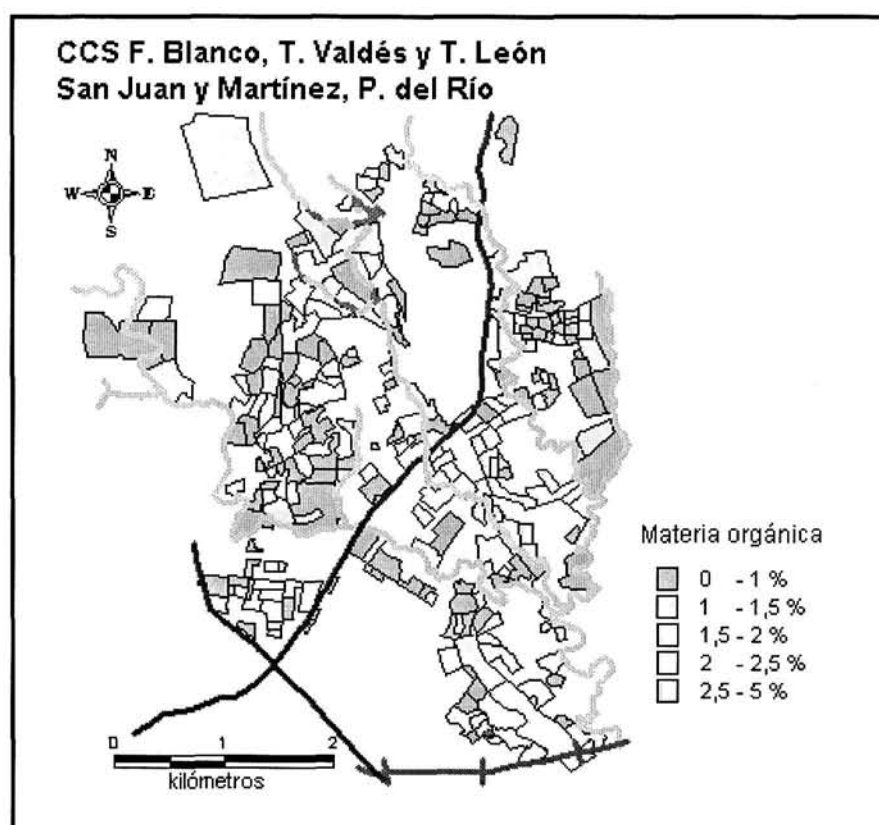 CCS F. Blanco, T. Valdés y T. León
San Juan y Martínez, P. del Río
N
W E
S
Materia orgánica
0 - 1 %
1 - 1,5 %
1,5 - 2 %
2 - 2,5 %
2,5 - 5 %
0 1 2
kilómetros